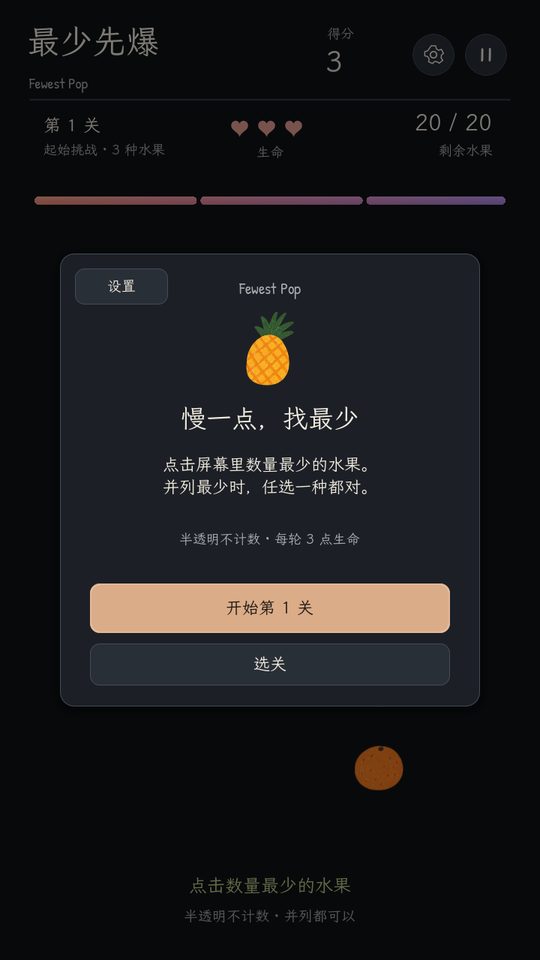 最少先爆
得分
3
Fewest Pop
第 1 关
20 / 20
起始挑战・3 种水果
生命
剩余水果
设置
Fewest Pop
慢一点，找最少
点击屏幕里数量最少的水果。
并列最少时，任选一种都对。
半透明不计数・每轮 3 点生命
开始第 1 关
选关
点击数量最少的水果
半透明不计数・并列都可以